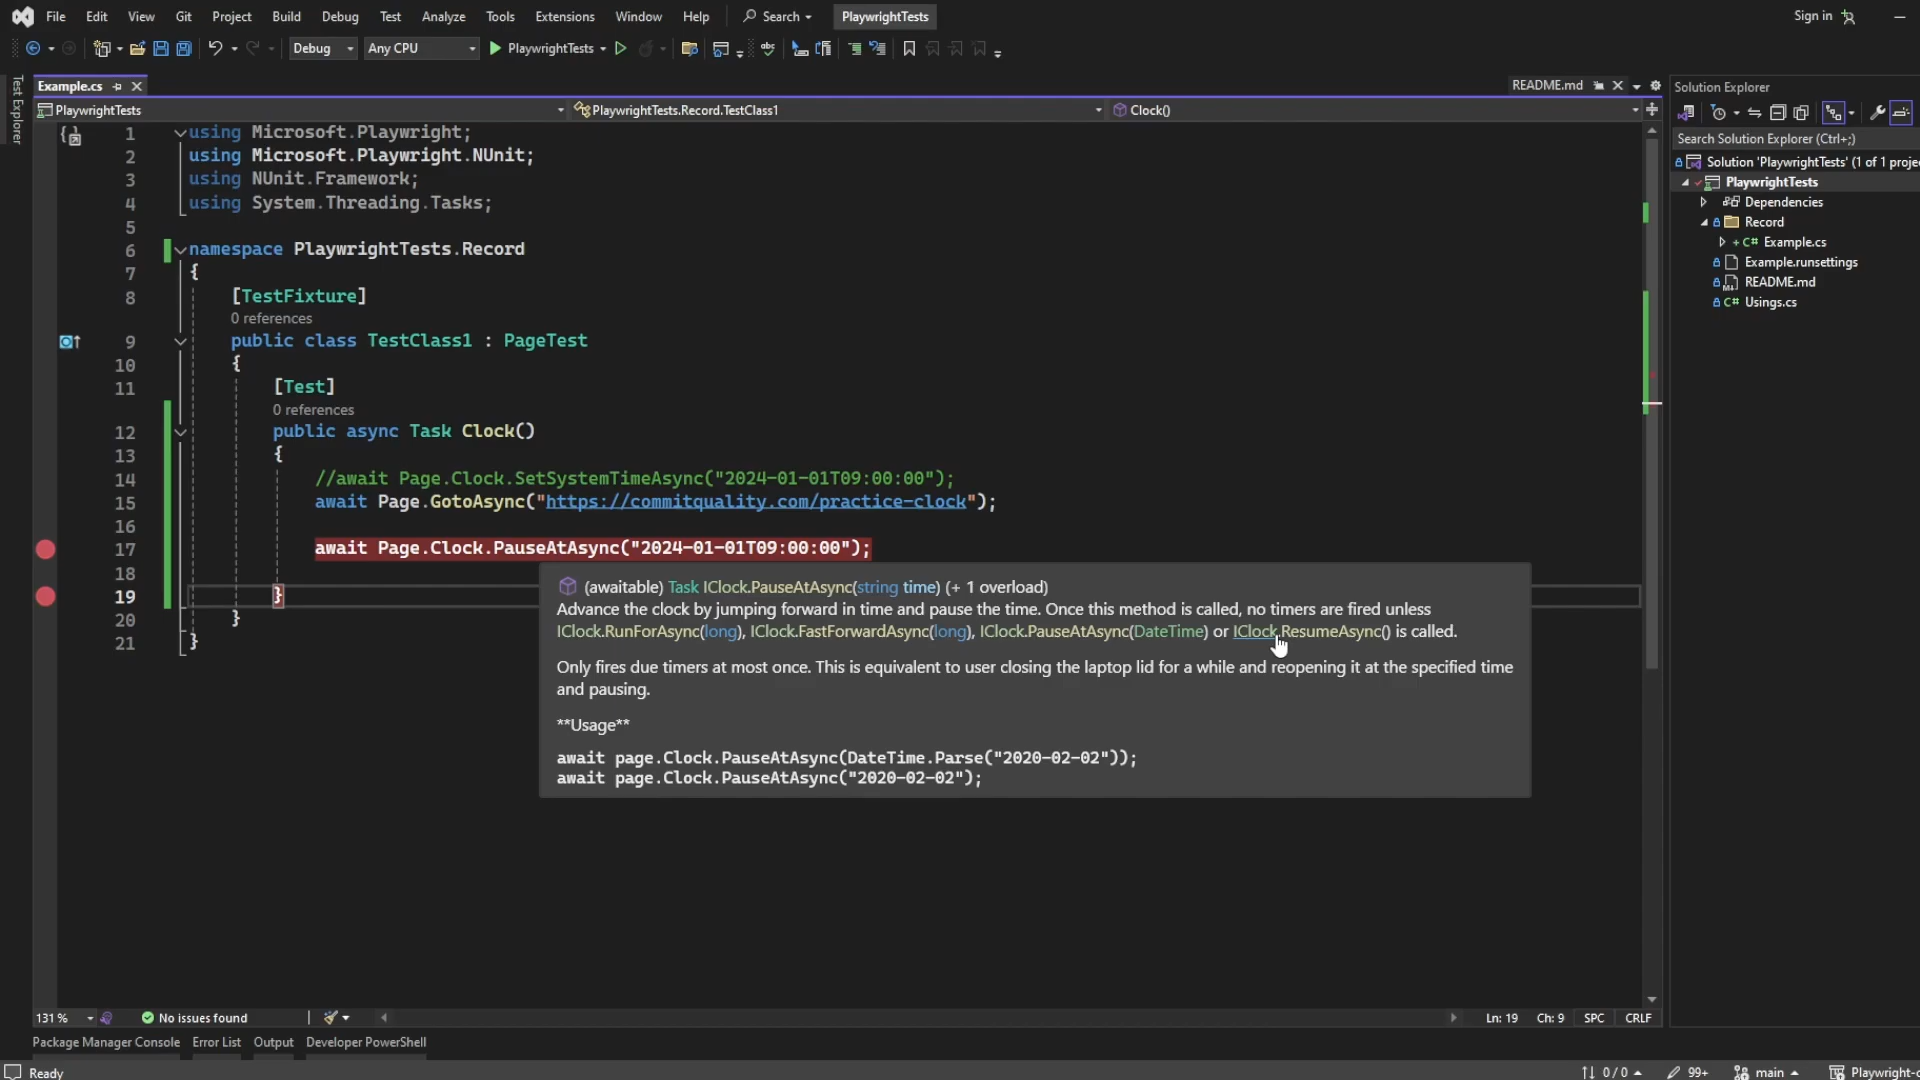 File Edit View Git Project Build Debug Test Analyze Tools Extensions Window Help Search PlaywrightTests Sign in
Debug Any CPU PlaywrightTests
Test Explorer
Example.cs README.md
PlaywrightTests PlaywrightTests.Record.TestClass1 Clock()
1 using Microsoft.Playwright;
2 using Microsoft.Playwright.NUnit;
3 using NUnit.Framework;
4 using System.Threading.Tasks;
5
6 namespace PlaywrightTests.Record
7 {
8 [TestFixture]
0 references
9 public class TestClass1 : PageTest
10 {
11 [Test]
0 references
12 public async Task Clock()
13 {
14 //await Page.Clock.SetSystemTimeAsync("2024-01-01T09:00:00");
15 await Page.GotoAsync("https://commitquality.com/practice-clock");
16
17 await Page.Clock.PauseAtAsync("2024-01-01T09:00:00");
18
19 }
20 }
21 }
(awaitable) Task IClock.PauseAtAsync(string time) (+ 1 overload)
Advance the clock by jumping forward in time and pause the time. Once this method is called, no timers are fired unless
IClock.RunForAsync(long), IClock.FastForwardAsync(long), IClock.PauseAtAsync(DateTime) or IClock.ResumeAsync() is called.
Only fires due timers at most once. This is equivalent to user closing the laptop lid for a while and reopening it at the specified time
and pausing.
**Usage**
await page.Clock.PauseAtAsync(DateTime.Parse("2020-02-02"));
await page.Clock.PauseAtAsync("2020-02-02");
Solution Explorer
Search Solution Explorer (Ctrl+;)
Solution 'PlaywrightTests' (1 of 1 proje
PlaywrightTests
Dependencies
Record
C# Example.cs
Example.runsettings
README.md
C# Usings.cs
131 % No issues found Ln: 19 Ch: 9 SPC CRLF
Package Manager Console Error List Output Developer PowerShell
Ready 0 / 0 99+ main Playwright-c